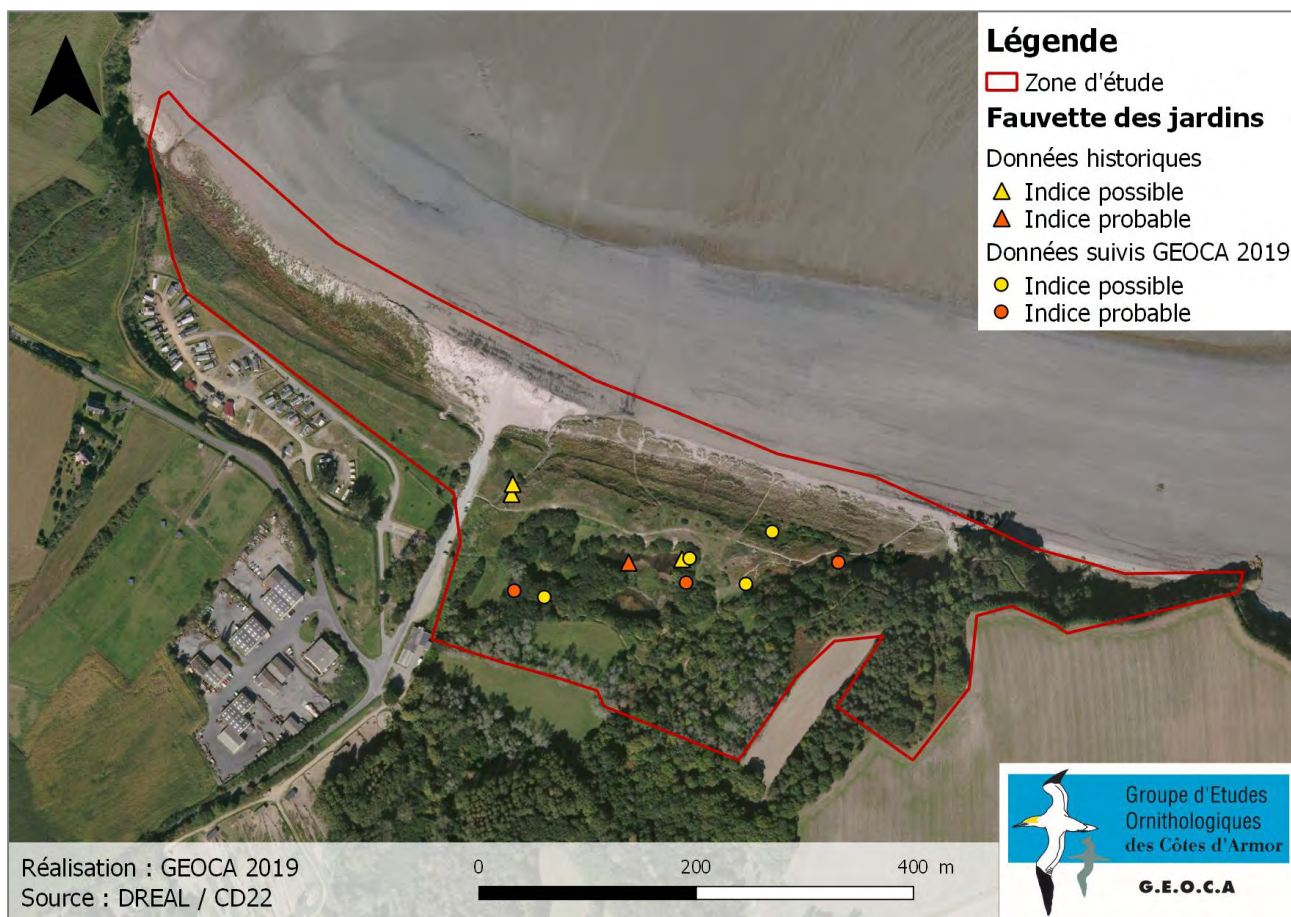 Légende
Zone d'étude
Fauvette des jardins
Données historiques
Indice possible
Indice probable
Données suivis GEOCA 2019
Indice possible
Indice probable
Réalisation : GEOCA 2019
Source : DREAL / CD22
0 200 400 m
Groupe d'Etudes
Ornithologiques
des Côtes d'Armor
G.E.O.C.A